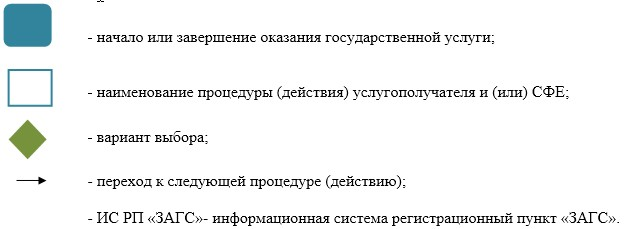 - начало или завершение оказания государственной услуги;
- наименование процедуры (действия) услугополучателя и (или) СФЕ;
- вариант выбора;
- переход к следующей процедуре (действию);
- ИС РП «ЗАГС»- информационная система регистрационный пункт «ЗАГС».